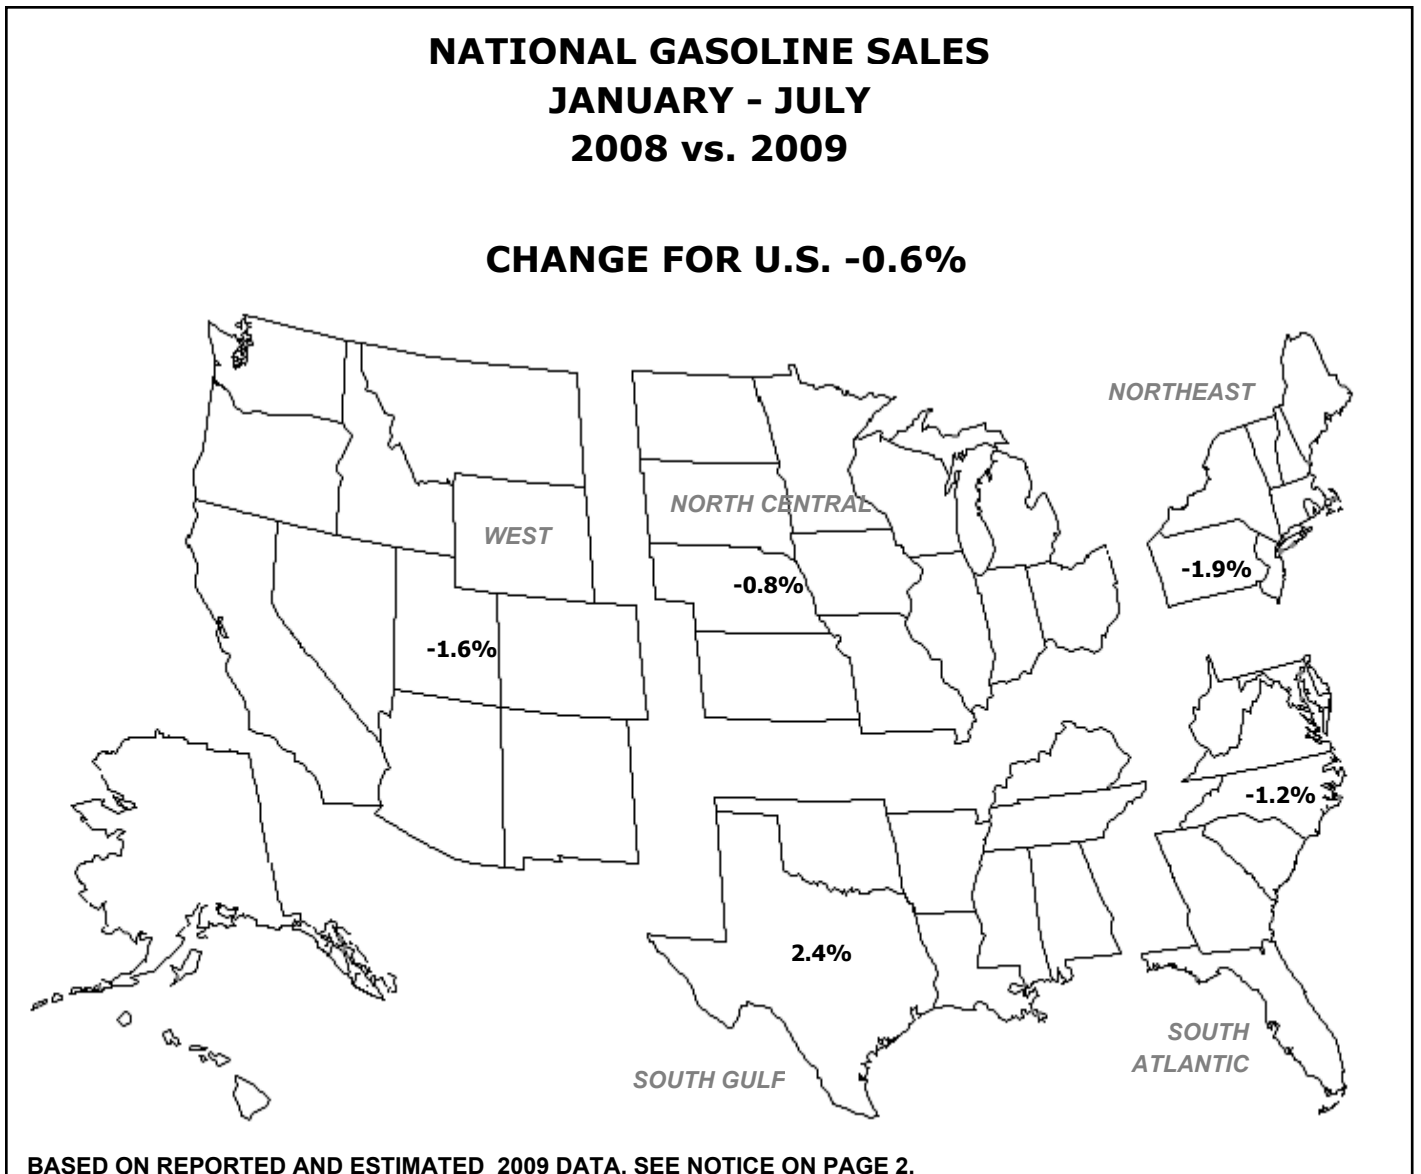 NATIONAL GASOLINE SALES
JANUARY - JULY
2008 vs. 2009
CHANGE FOR U.S. -0.6%
NORTHEAST
NORTH CENTRAL
WEST
-1.9%
-0.8%
-1.6%
-1.2%
2.4%
SOUTH
ATLANTIC
SOUTH GULF
BASED ON REPORTED AND ESTIMATED  2009 DATA. SEE NOTICE ON PAGE 2.